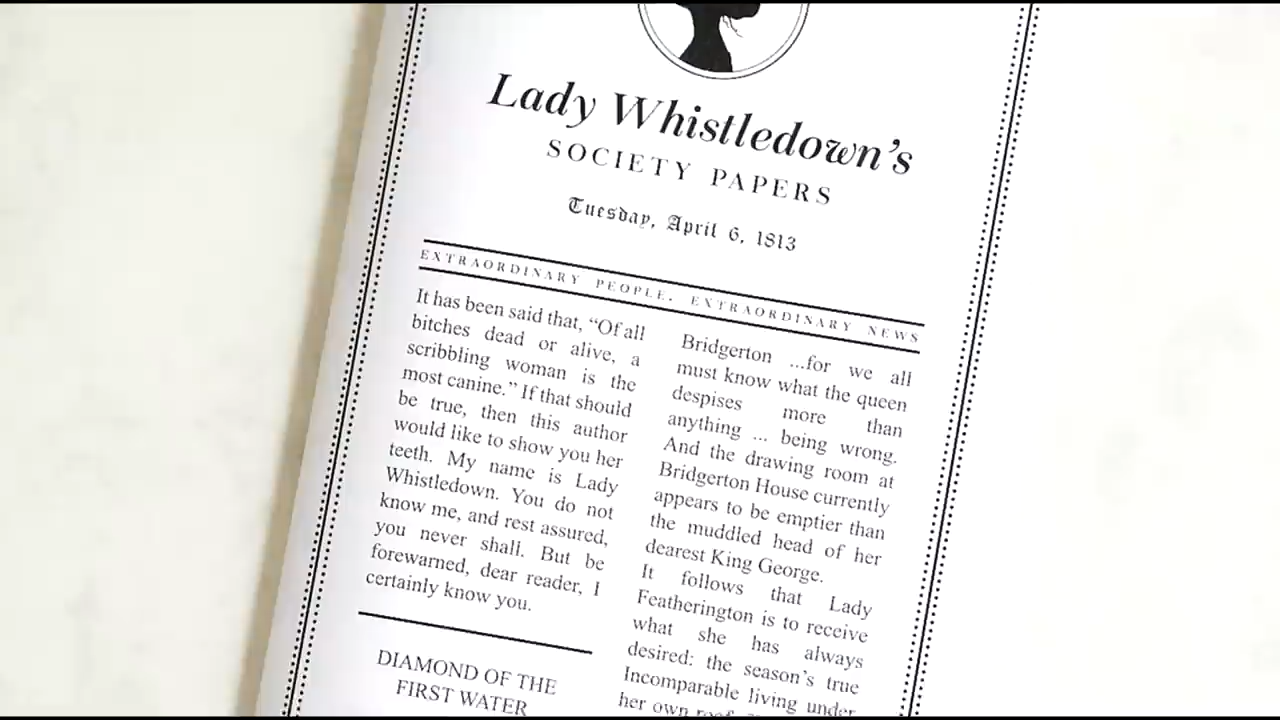 Lady Whistledown's
SOCIETY PAPERS
Tuesday, April 6, 1813
EXTRAORDINARY PEOPLE. EXTRAORDINARY NEWS
It has been said that, “Of all
bitches dead or alive, a
scribbling woman is the
most canine.” If that should
be true, then this author
would like to show you her
teeth. My name is Lady
Whistledown. You do not
know me, and rest assured,
you never shall. But be
forewarned, dear reader, I
certainly know you.
DIAMOND OF THE
FIRST WATER
Bridgerton ...for we all
must know what the queen
despises more than
anything ... being wrong.
And the drawing room at
Bridgerton House currently
appears to be emptier than
the muddled head of her
dearest King George.
It follows that Lady
Featherington is to receive
what she has always
desired: the season’s true
Incomparable living under
her own roof.